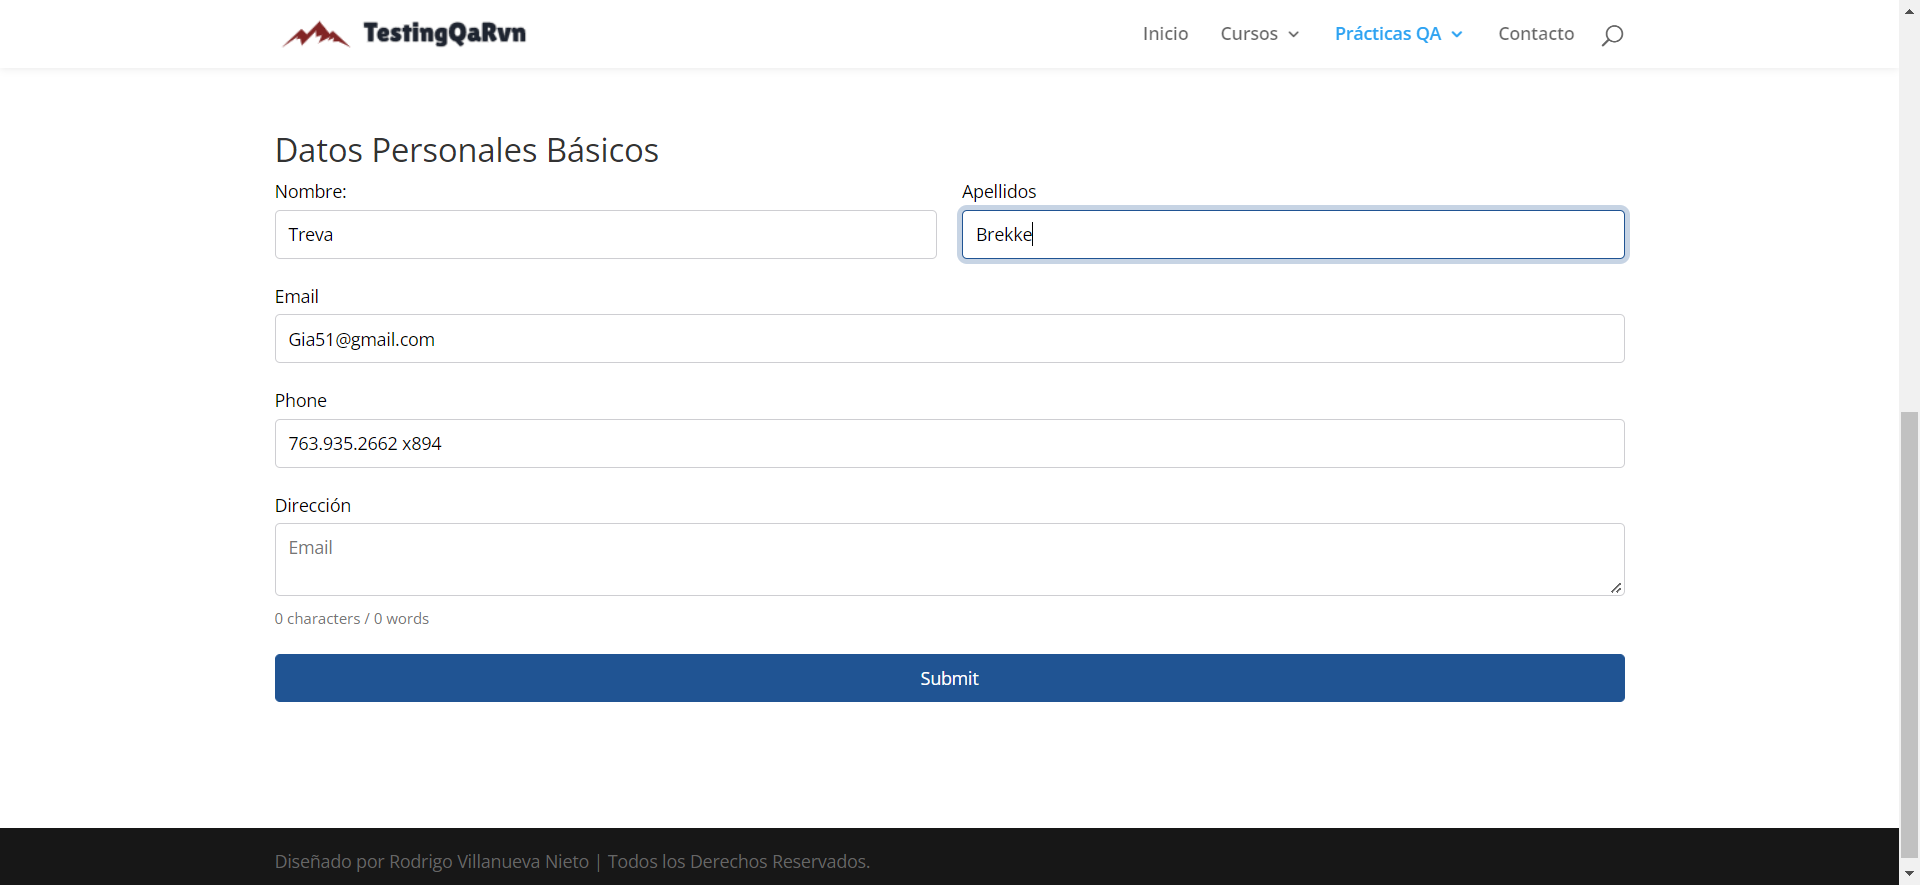 TestingQaRvn
Inicio Cursos Prácticas QA Contacto
Datos Personales Básicos
Nombre: Apellidos
Treva Brekke
Email
Gia51@gmail.com
Phone
763.935.2662 x894
Dirección
Email
0 characters / 0 words
Submit
Diseñado por Rodrigo Villanueva Nieto | Todos los Derechos Reservados.